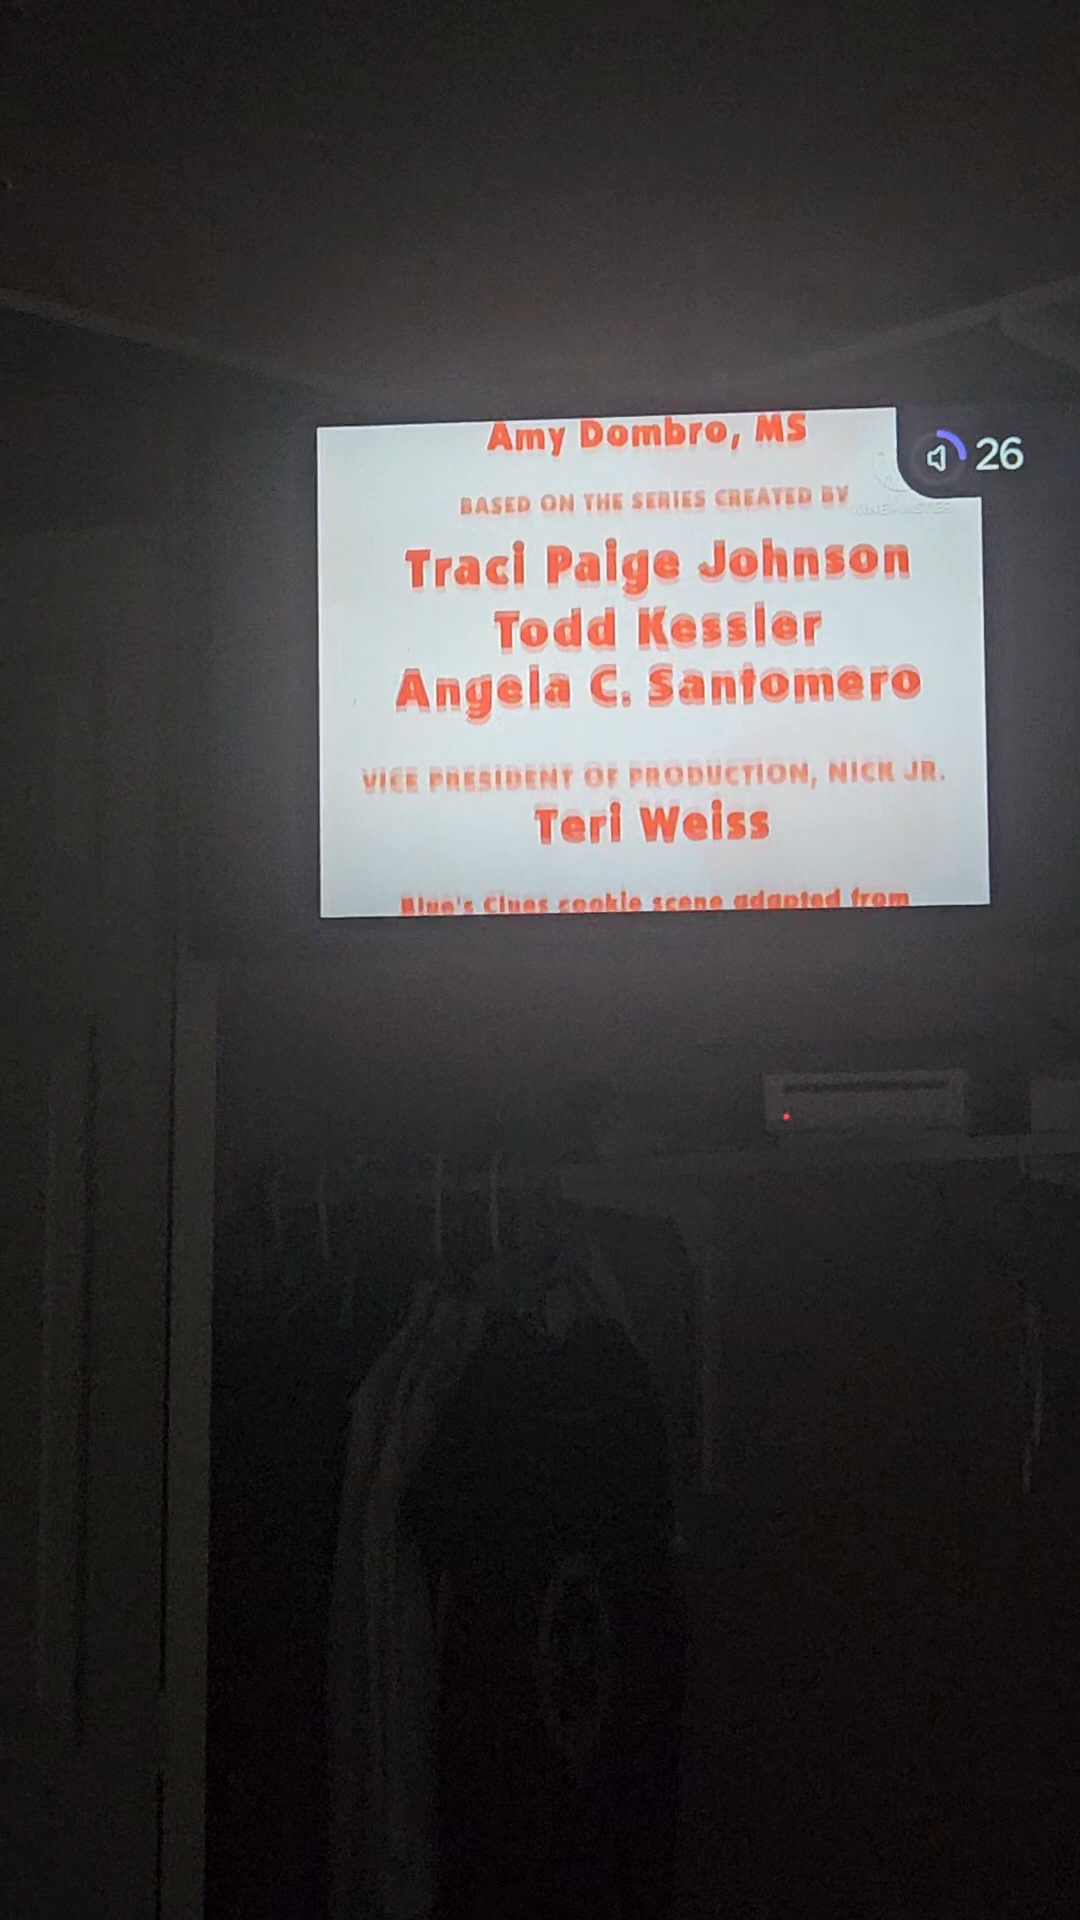 Amy Dombro, MS
26
BASED ON THE SERIES CREATED BY
KINEMASTER
Traci Paige Johnson
Todd Kessler
Angela C. Santomero
VICE PRESIDENT OF PRODUCTION, NICK JR.
Teri Weiss
Blue's Clues cookie scene adapted from